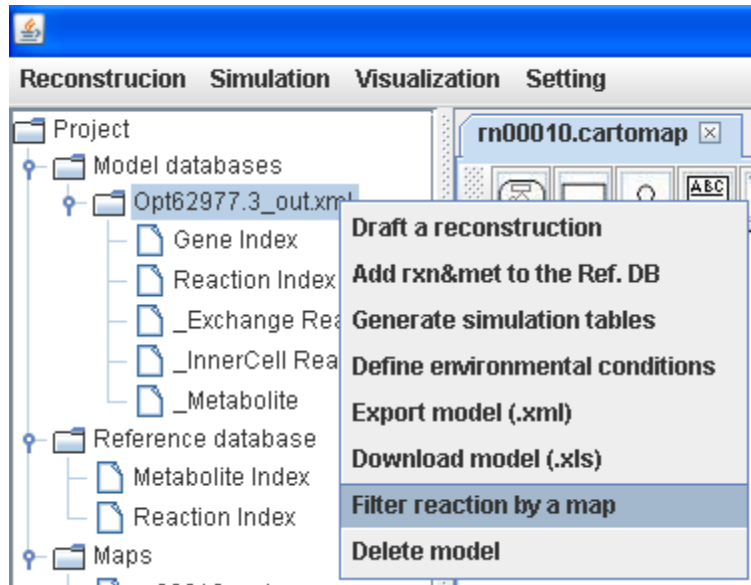 Reconstrucion Simulation Visualization Setting
Project
rn00010.cartomap
Model databases
Opt62977.3_out.xml
ABC
Gene Index
Reaction Index
_Exchange Rea
_InnerCell Rea
_Metabolite
Reference database
Metabolite Index
Reaction Index
Maps
Draft a reconstruction
Add rxn&met to the Ref. DB
Generate simulation tables
Define environmental conditions
Export model (.xml)
Download model (.xls)
Filter reaction by a map
Delete model